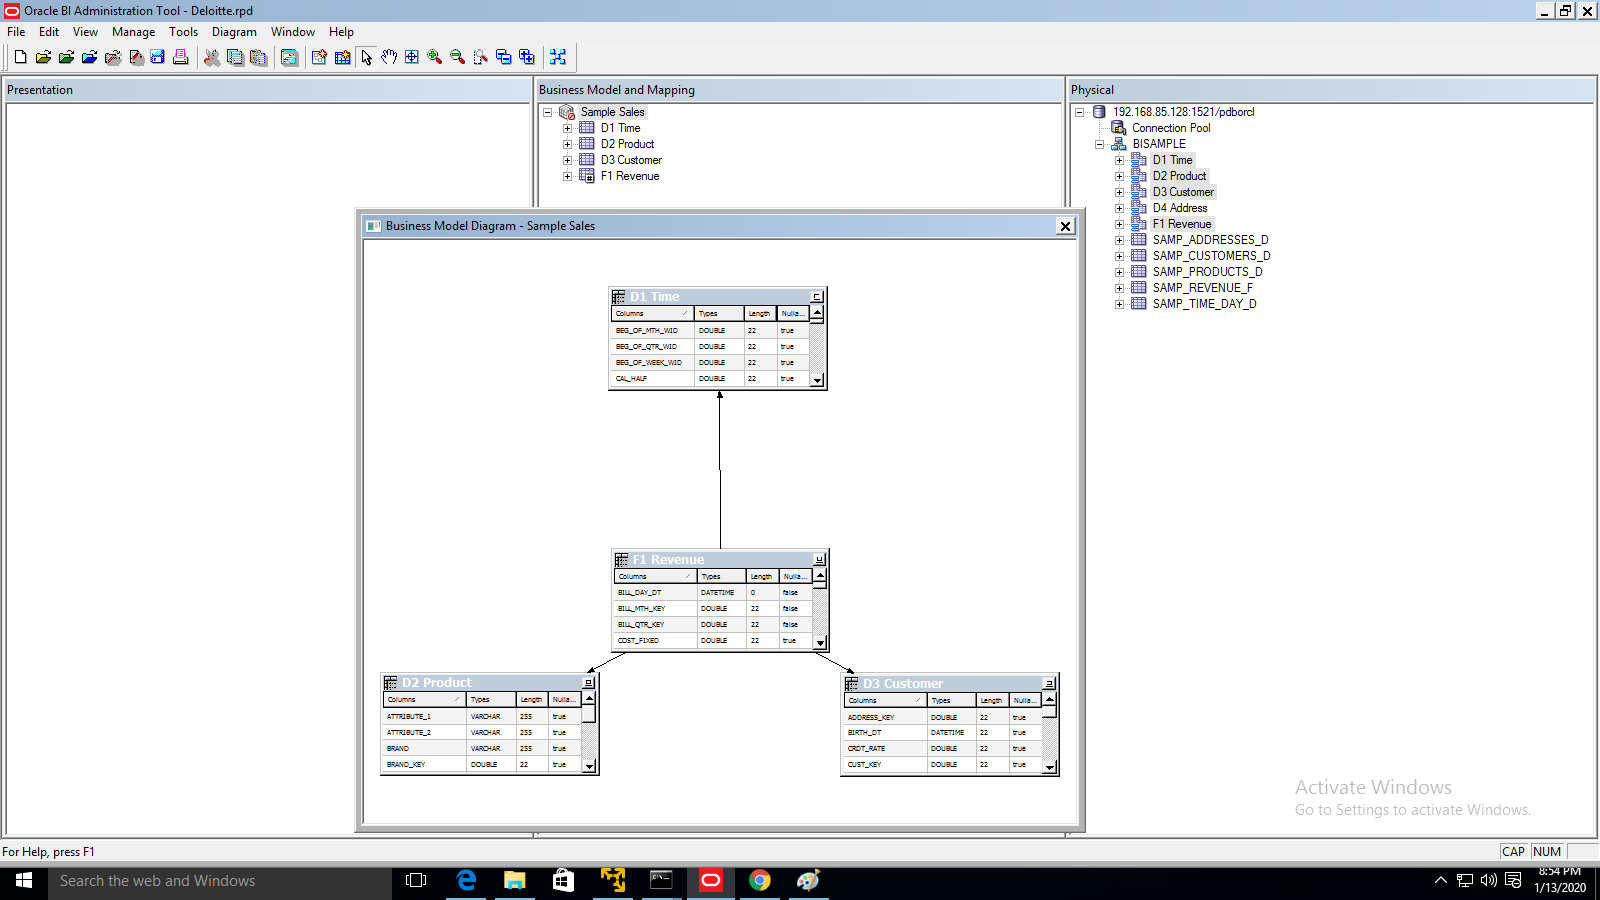 Oracle BI Administration Tool - Deloitte.rpd
File Edit View Manage Tools Diagram Window Help
Presentation
Business Model and Mapping
Sample Sales
D1 Time
D2 Product
D3 Customer
F1 Revenue
Physical
192.168.85.128:1521/pdborcl
Connection Pool
BISAMPLE
D1 Time
D2 Product
D3 Customer
D4 Address
F1 Revenue
SAMP_ADDRESSES_D
SAMP_CUSTOMERS_D
SAMP_PRODUCTS_D
SAMP_REVENUE_F
SAMP_TIME_DAY_D
Business Model Diagram - Sample Sales
D1 Time
Columns Types Length Nulla...
BEG_OF_MTH_WID DOUBLE 22 true
BEG_OF_QTR_WID DOUBLE 22 true
BEG_OF_WEEK_WID DOUBLE 22 true
CAL_HALF DOUBLE 22 true
F1 Revenue
Columns Types Length Nulla...
BILL_DAY_DT DATETIME 0 false
BILL_MTH_KEY DOUBLE 22 false
BILL_QTR_KEY DOUBLE 22 false
COST_FIXED DOUBLE 22 true
D2 Product
Columns Types Length Nulla...
ATTRIBUTE_1 VARCHAR 255 true
ATTRIBUTE_2 VARCHAR 255 true
BRAND VARCHAR 255 true
BRAND_KEY DOUBLE 22 true
D3 Customer
Columns Types Length Nulla...
ADDRESS_KEY DOUBLE 22 true
BIRTH_DT DATETIME 22 true
CRDT_RATE DOUBLE 22 true
CUST_KEY DOUBLE 22 true
Activate Windows
Go to Settings to activate Windows.
For Help, press F1
CAP NUM
Search the web and Windows
8:54 PM
1/13/2020